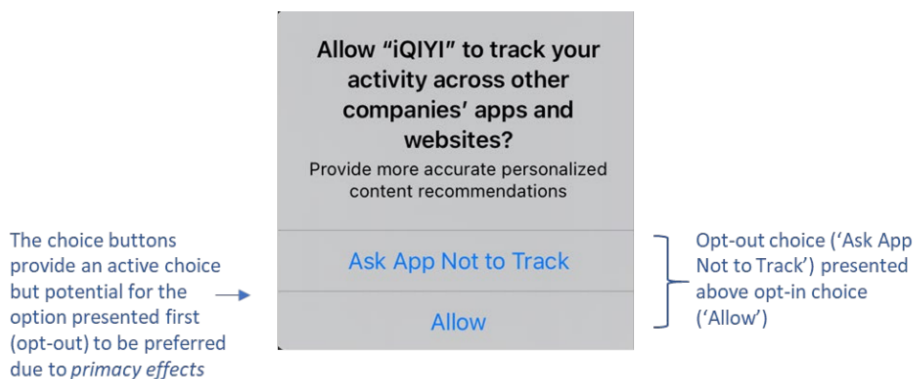 Allow “iQIYI” to track your
activity across other
companies’ apps and
websites?
Provide more accurate personalized
content recommendations
Ask App Not to Track
Allow
The choice buttons
provide an active choice
but potential for the
option presented first
(opt-out) to be preferred
due to primacy effects
Opt-out choice (‘Ask App
Not to Track’) presented
above opt-in choice
(‘Allow’)